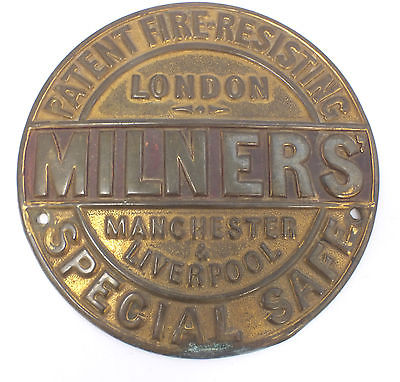 PATENT FIRE-RESISTING
LONDON
MILNERS
MANCHESTER
&
LIVERPOOL
SPECIAL SAFE